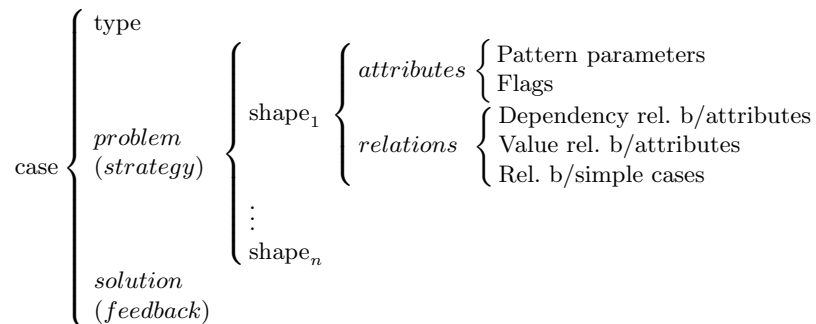 case
type
problem
(strategy)
shape1
attributes
Pattern parameters
Flags
relations
Dependency rel. b/attributes
Value rel. b/attributes
Rel. b/simple cases
⋮
shapen
solution
(feedback)